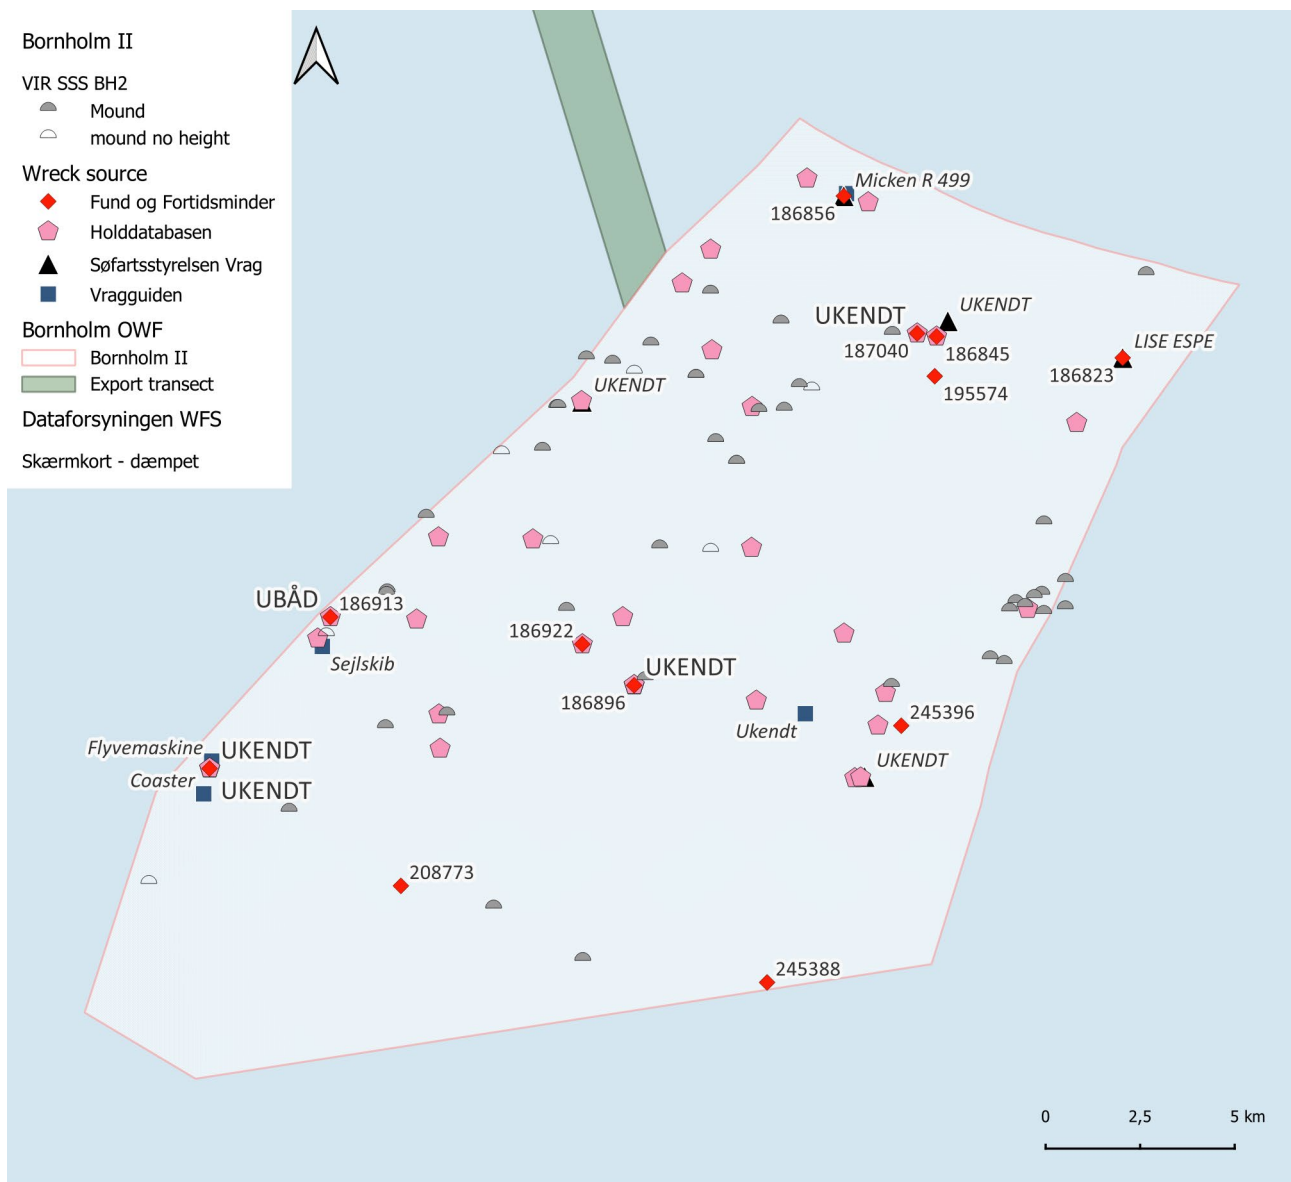 Bornholm II
VIR SSS BH2
Mound
mound no height
Wreck source
Fund og Fortidsminder
Holddatabasen
Søfartsstyrelsen Vrag
Vragguiden
Bornholm OWF
Bornholm II
Export transect
Dataforsyningen WFS
Skærmkort - dæmpet
Micken R 499
186856
UKENDT
UKENDT
187040
186845
LISE ESPE
186823
195574
UKENDT
UBÅD
186913
186922
Sejlskib
UKENDT
186896
245396
Ukendt
Flyvemaskine
UKENDT
UKENDT
Coaster
UKENDT
208773
245388
0
2,5
5 km